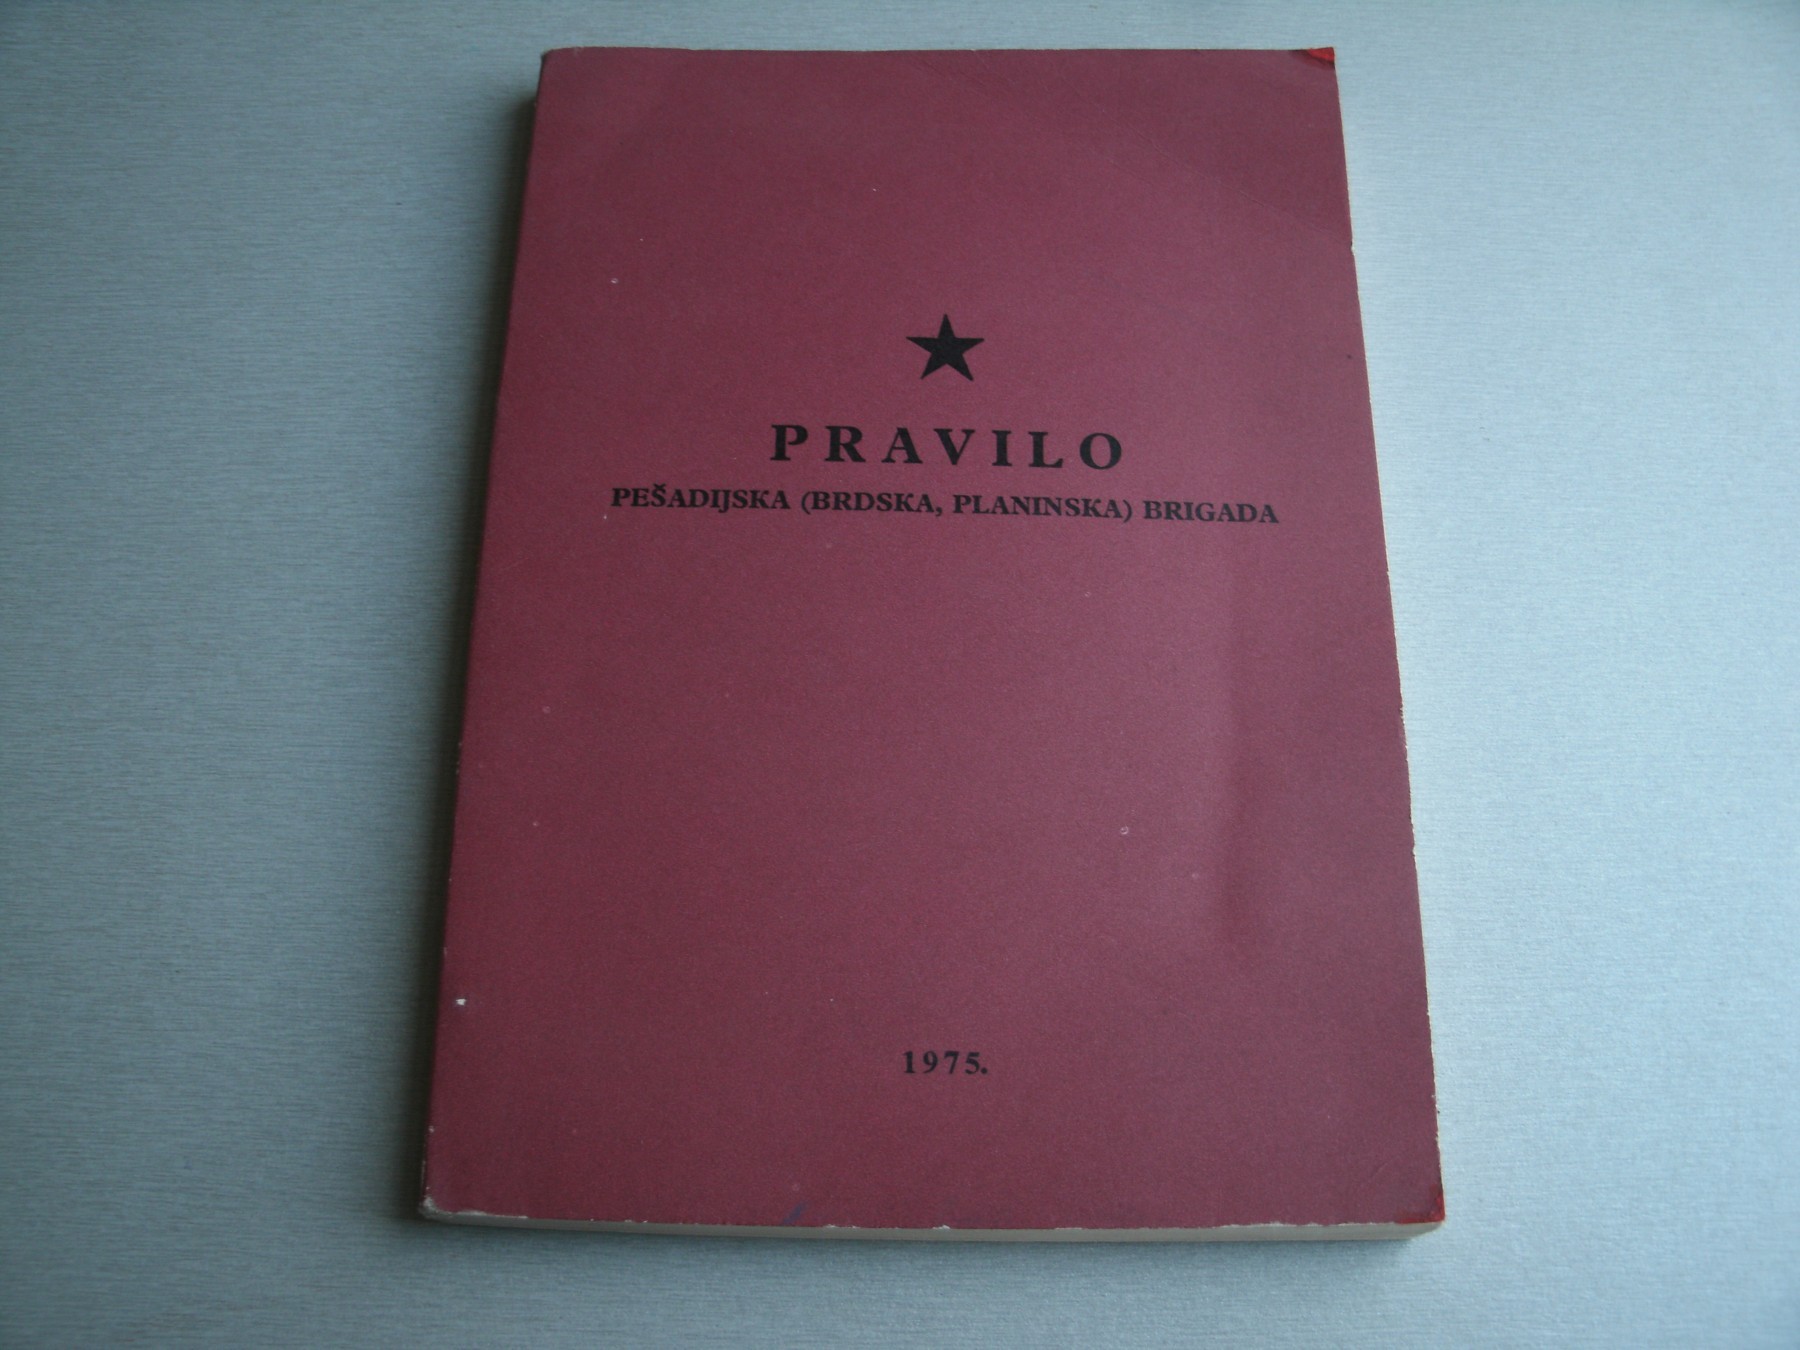 PRAVILO
PEŠADIJSKA (BRDSKA, PLANINSKA) BRIGADA
1975.